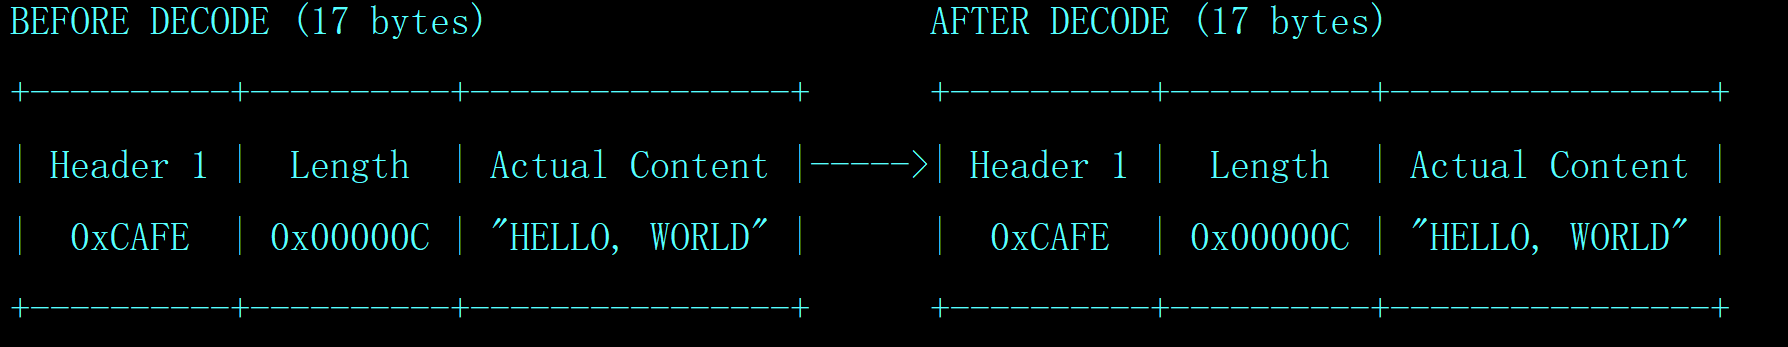 BEFORE DECODE (17 bytes)                      AFTER DECODE (17 bytes)
+----------+----------+----------------+      +----------+----------+----------------+
| Header 1 |  Length  | Actual Content |----->| Header 1 |  Length  | Actual Content |
|  0xCAFE  | 0x00000C | "HELLO, WORLD" |      |  0xCAFE  | 0x00000C | "HELLO, WORLD" |
+----------+----------+----------------+      +----------+----------+----------------+